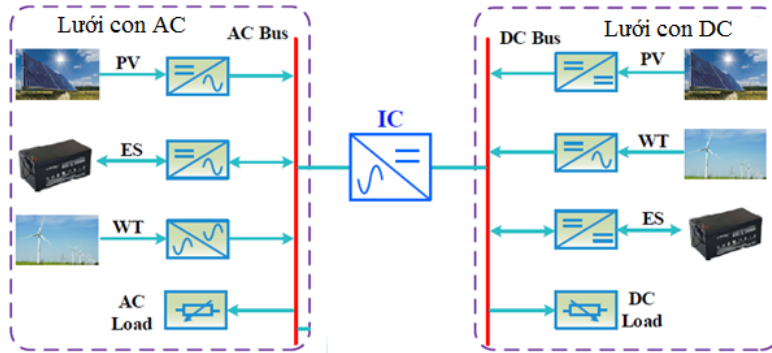 Lưới con AC
AC Bus
PV
ES
WT
AC
Load
IC
DC Bus
Lưới con DC
PV
WT
ES
DC
Load